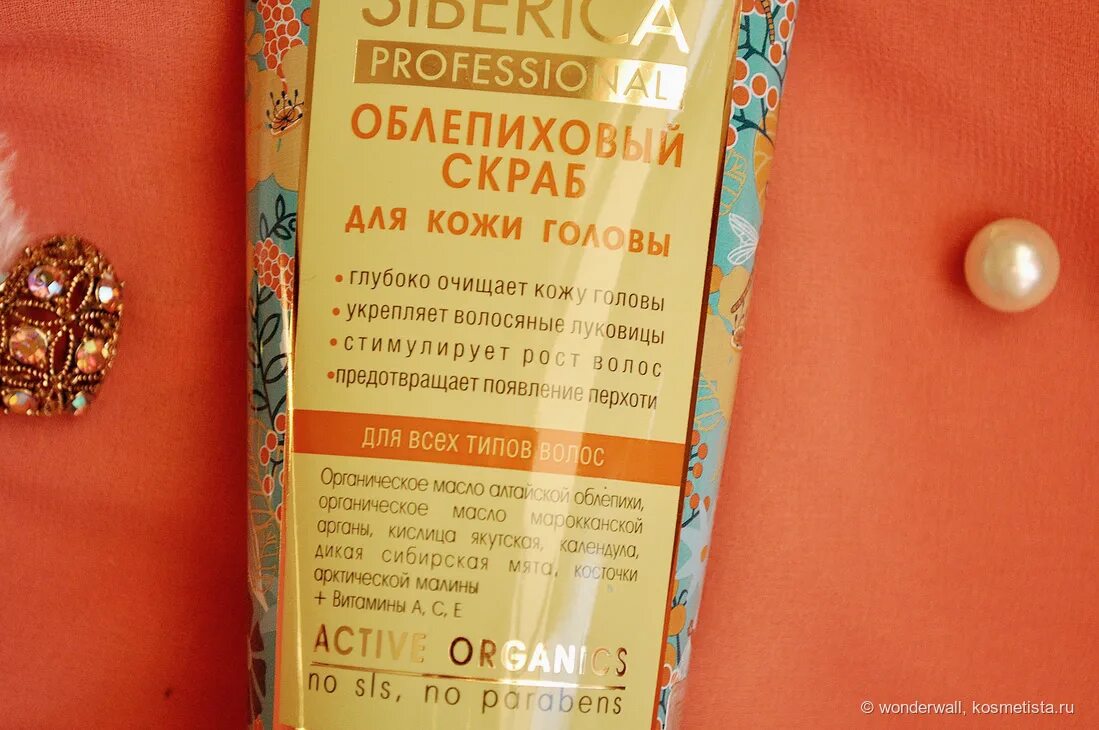 SIBERICA
PROFESSIONAL
ОБЛЕПИХОВЫЙ
СКРАБ
ДЛЯ КОЖИ ГОЛОВЫ
• глубоко очищает кожу головы
• укрепляет волосяные луковицы
• стимулирует рост волос
• предотвращает появление перхоти
ДЛЯ ВСЕХ ТИПОВ ВОЛОС
Органическое масло алтайской облепихи,
органическое масло марокканской
арганы, кислица якутская, календула,
дикая сибирская мята, косточки
арктической малины
+ Витамины А, С, Е
ACTIVE ORGANICS
no sls, no parabens
© wonderwall, kosmetista.ru